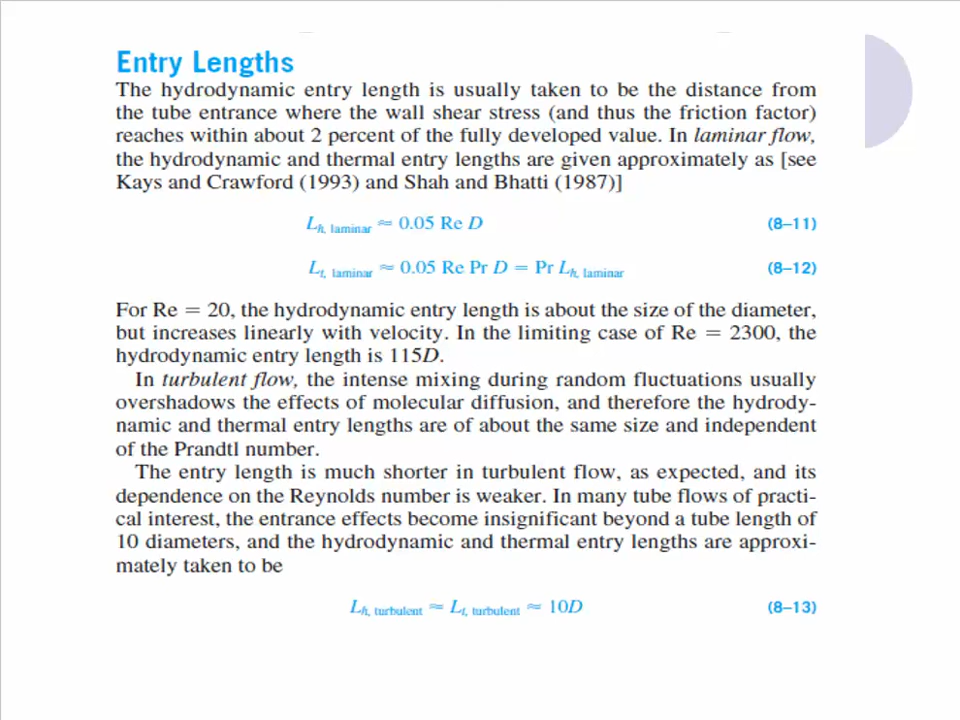 Entry Lengths
The hydrodynamic entry length is usually taken to be the distance from
the tube entrance where the wall shear stress (and thus the friction factor)
reaches within about 2 percent of the fully developed value. In laminar flow,
the hydrodynamic and thermal entry lengths are given approximately as [see
Kays and Crawford (1993) and Shah and Bhatti (1987)]
L_{h, laminar} ≈ 0.05 Re D (8–11)
L_{t, laminar} ≈ 0.05 Re Pr D = Pr L_{h, laminar} (8–12)
For Re = 20, the hydrodynamic entry length is about the size of the diameter,
but increases linearly with velocity. In the limiting case of Re = 2300, the
hydrodynamic entry length is 115D.
In turbulent flow, the intense mixing during random fluctuations usually
overshadows the effects of molecular diffusion, and therefore the hydrody-
namic and thermal entry lengths are of about the same size and independent
of the Prandtl number.
The entry length is much shorter in turbulent flow, as expected, and its
dependence on the Reynolds number is weaker. In many tube flows of practi-
cal interest, the entrance effects become insignificant beyond a tube length of
10 diameters, and the hydrodynamic and thermal entry lengths are approxi-
mately taken to be
L_{h, turbulent} ≈ L_{t, turbulent} ≈ 10D (8–13)